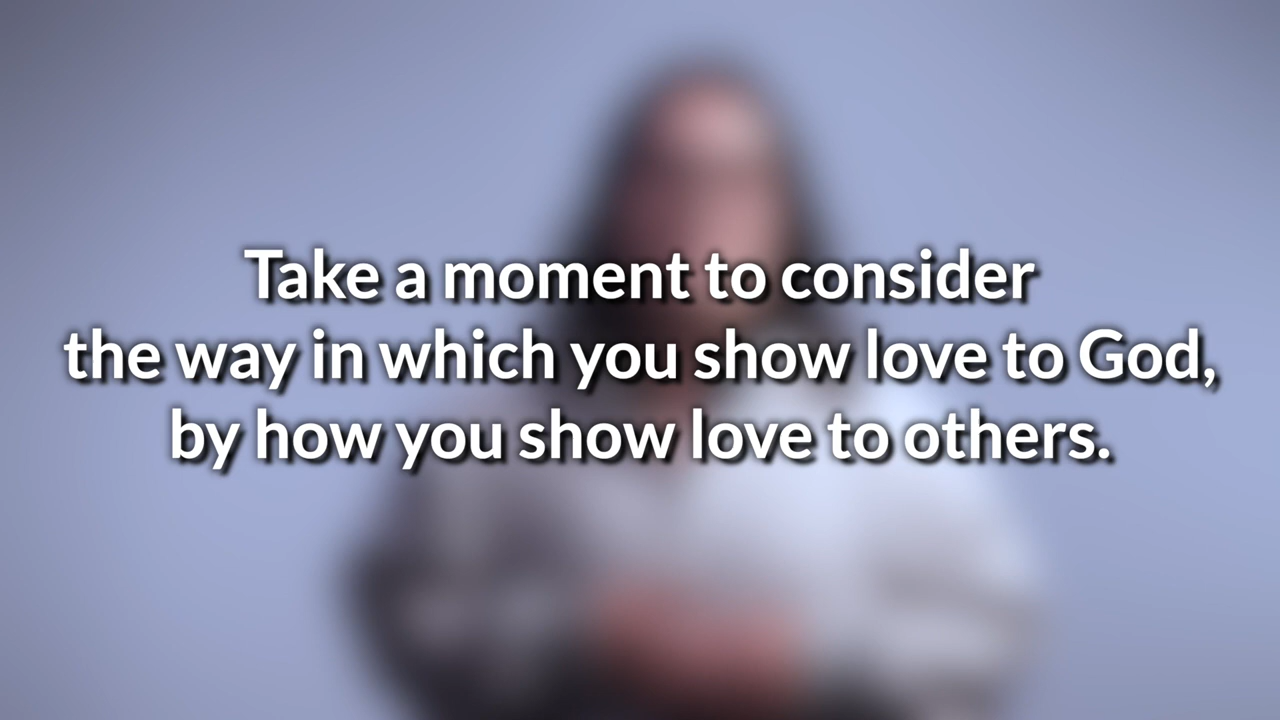 Take a moment to consider
the way in which you show love to God,
by how you show love to others.